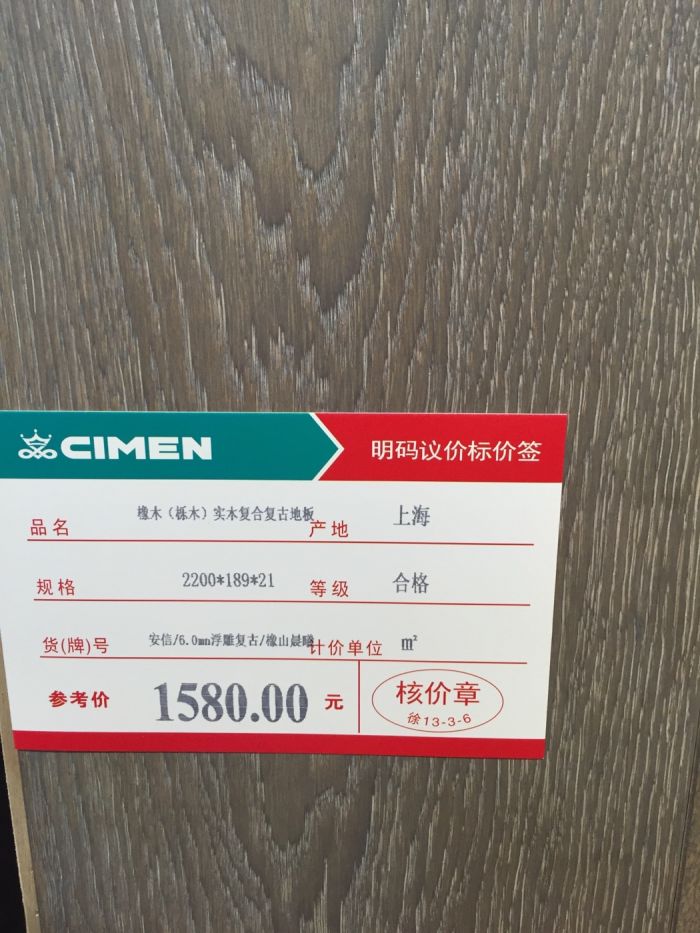 CIMEN 明码议价标价签
品名 橡木（栎木）实木复合复古地板 产地 上海
规格 2200*189*21 等级 合格
货(牌)号 安信/6.0mm浮雕复古/橡山晨曦 计价单位 m²
参考价 1580.00 元 核价章
徐13-3-6